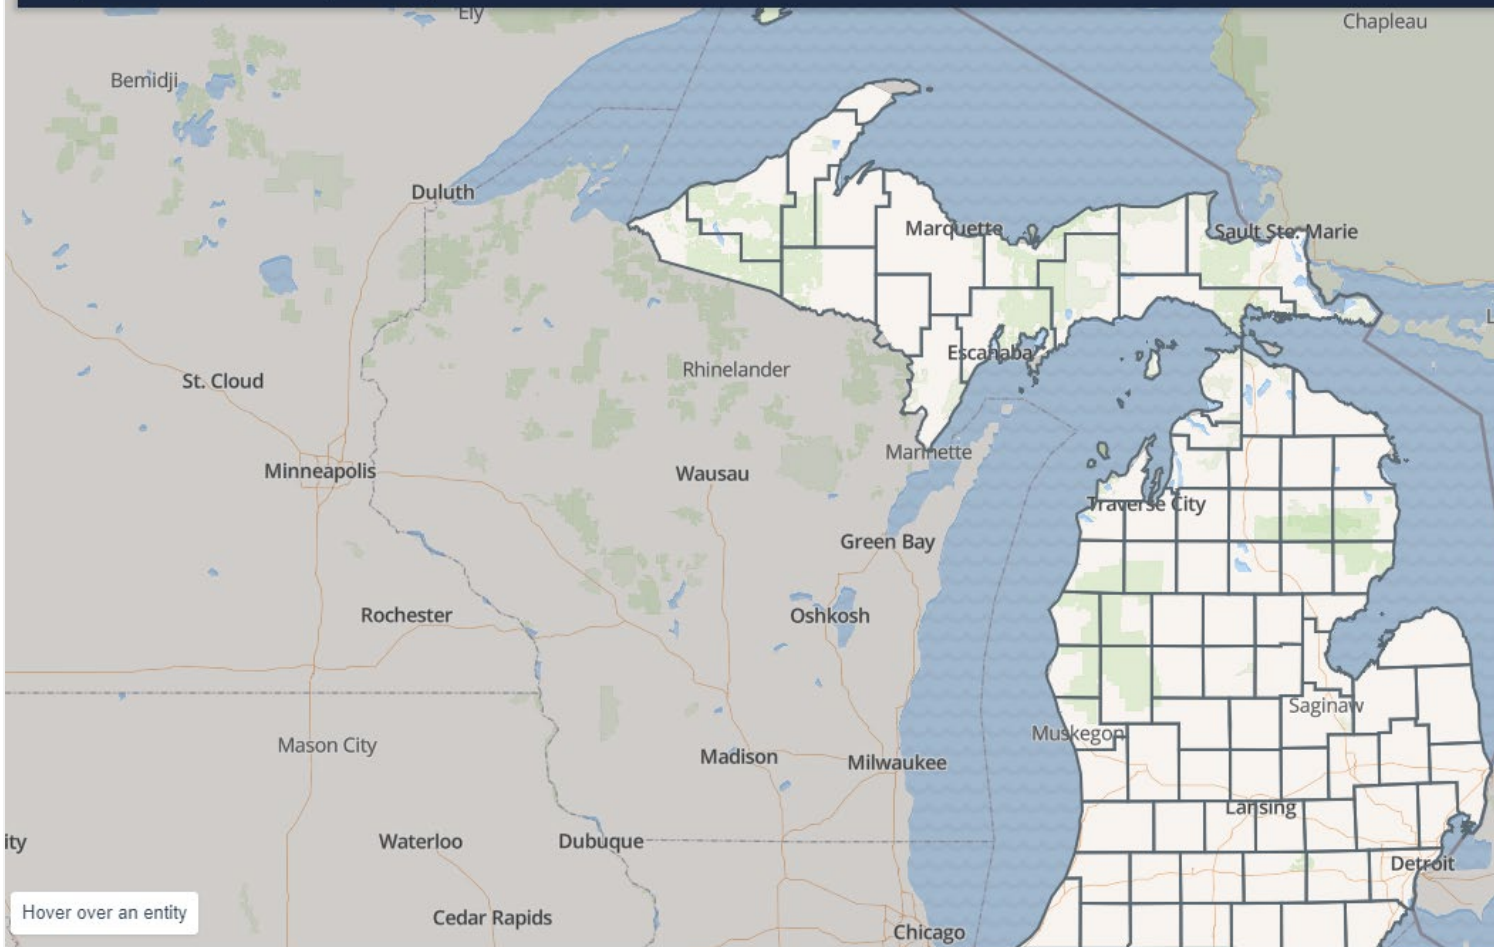 Ely
Chapleau
Bemidji
Duluth
Marquette
Sault Ste. Marie
Escanaba
Rhinelander
St. Cloud
Marinette
Minneapolis
Wausau
Traverse City
Green Bay
Rochester
Oshkosh
Saginaw
Muskegon
Mason City
Madison
Milwaukee
Lansing
ity
Waterloo
Dubuque
Detroit
Hover over an entity
Cedar Rapids
Chicago